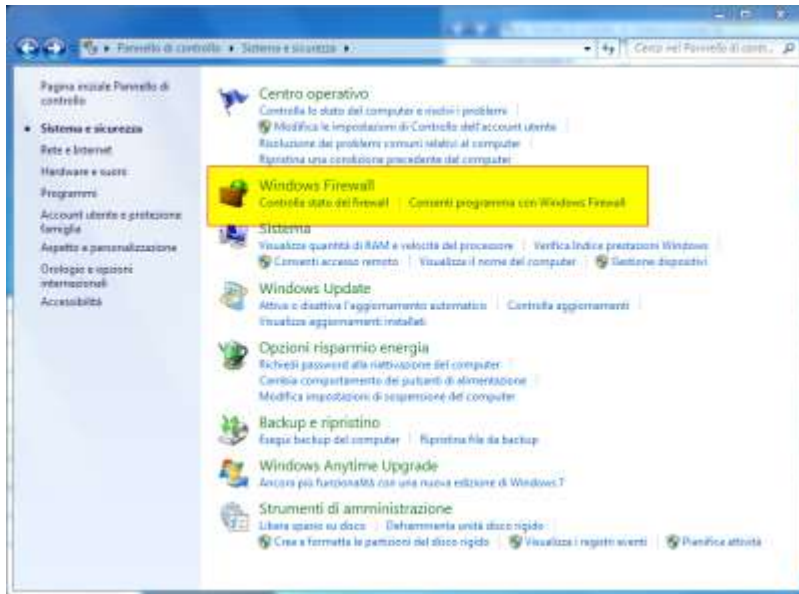 Pannello di controllo ▸ Sistema e sicurezza ▸
Cerca nel Pannello di contr...
Pagina iniziale Pannello di
controllo
Sistema e sicurezza
Rete e Internet
Hardware e suoni
Programmi
Account utente e protezione
famiglia
Aspetto e personalizzazione
Orologio e opzioni
internazionali
Accessibilità
Centro operativo
Controlla lo stato del computer e risolvi i problemi
Modifica le impostazioni di Controllo dell'account utente
Risoluzione dei problemi comuni relativi al computer
Ripristina una condizione precedente del computer
Windows Firewall
Controlla stato del firewall Consenti programma con Windows Firewall
Sistema
Visualizza quantità di RAM e velocità del processore Verifica Indice prestazioni Windows
Consenti accesso remoto Visualizza il nome del computer Gestione dispositivi
Windows Update
Attiva o disattiva l'aggiornamento automatico Controlla aggiornamenti
Visualizza aggiornamenti installati
Opzioni risparmio energia
Richiedi password alla riattivazione del computer
Cambia comportamento dei pulsanti di alimentazione
Modifica impostazioni di sospensione del computer
Backup e ripristino
Esegui backup del computer Ripristina file da backup
Windows Anytime Upgrade
Ancora più funzionalità con una nuova edizione di Windows 7
Strumenti di amministrazione
Libera spazio su disco Deframmenta unità disco rigido
Crea e formatta le partizioni del disco rigido Visualizza i registri eventi Pianifica attività